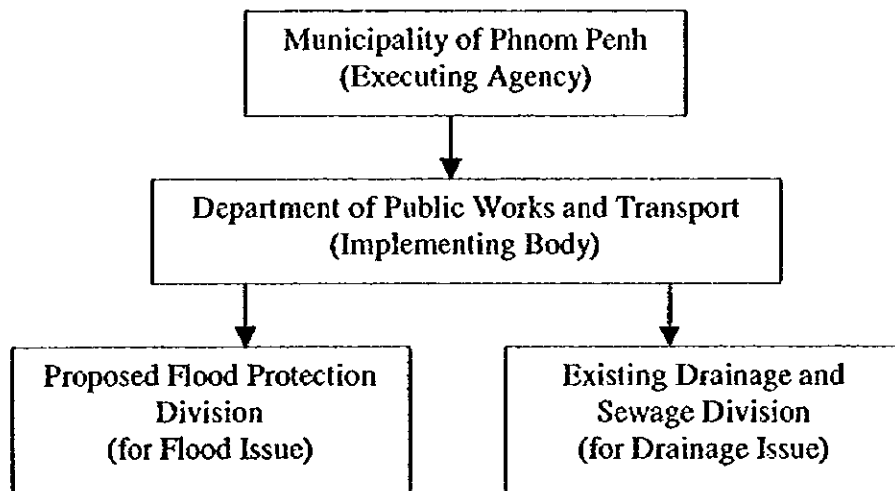 Municipality of Phnom Penh
(Executing Agency)
Department of Public Works and Transport
(Implementing Body)
Proposed Flood Protection
Division
(for Flood Issue)
Existing Drainage and
Sewage Division
(for Drainage Issue)